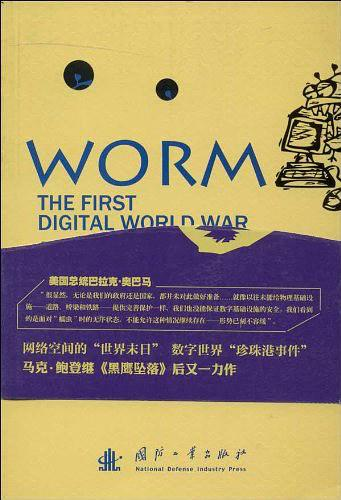 WORM
THE FIRST
DIGITAL WORLD WAR
美国总统巴拉克·奥巴马
“很显然，无论是我们的政府还是国家，都并未对此做好准备……就像以往未能给物理基础设
施——道路、桥梁和铁路——提供完善保护一样，我们也没能保证数字基础设施的安全。我们看到
的是面对“蠕虫”时的无序状态，不能允许这种情况继续存在——形势已刻不容缓。”
网络空间的“世界末日” 数字世界“珍珠港事件”
马克·鲍登继《黑鹰坠落》后又一力作
国防工业出版社
National Defense Industry Press